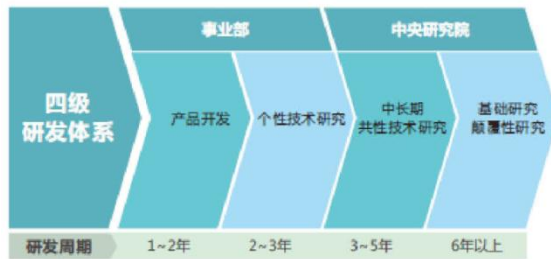 事业部
中央研究院
四级
研发体系
产品开发
个性技术研究
中长期
共性技术研究
基础研究
颠覆性研究
研发周期
1~2年
2~3年
3~5年
6年以上